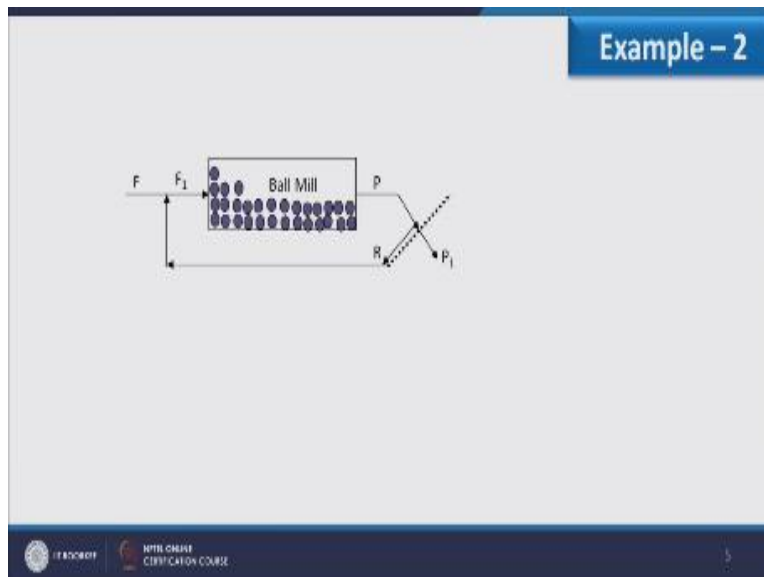 Example – 2
F
F1
Ball Mill
P
R
P1
NPTEL ONLINE
CERTIFICATION COURSE
5